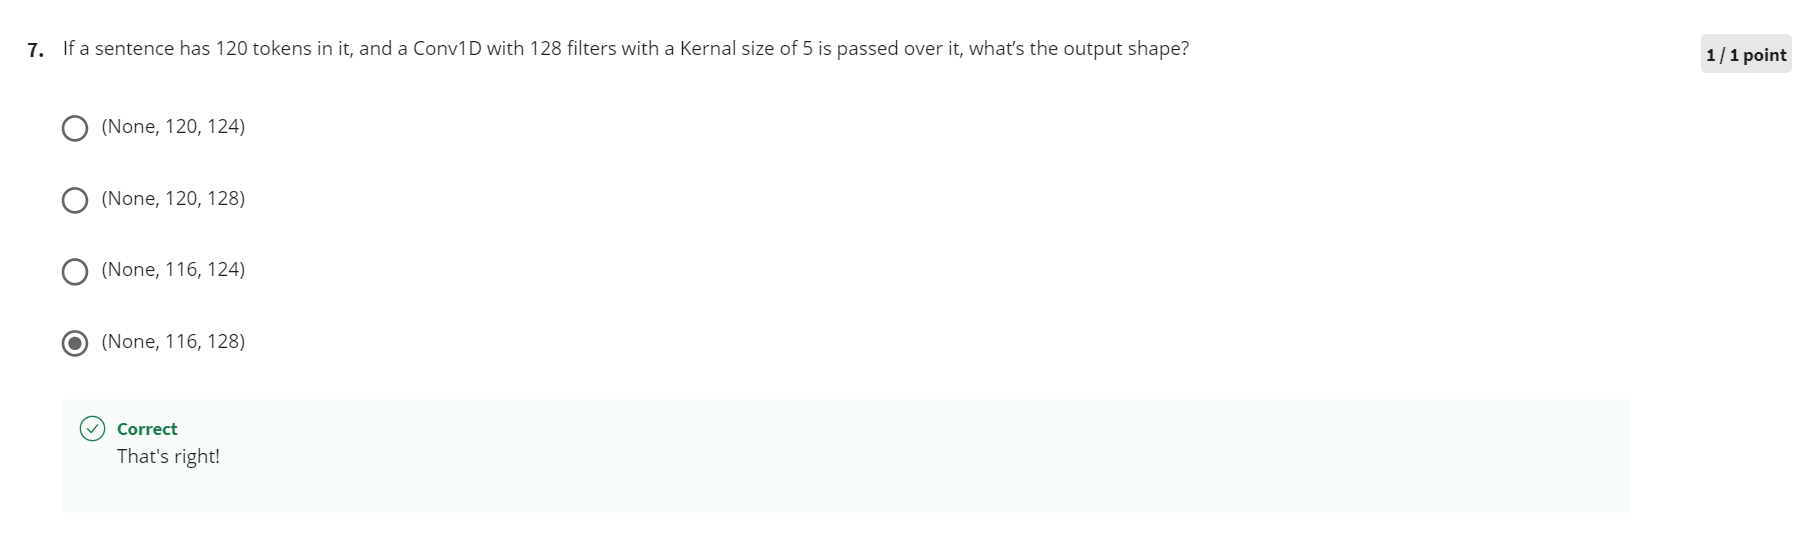 7. If a sentence has 120 tokens in it, and a Conv1D with 128 filters with a Kernal size of 5 is passed over it, what's the output shape?
1 / 1 point
(None, 120, 124)
(None, 120, 128)
(None, 116, 124)
(None, 116, 128)
Correct
That's right!